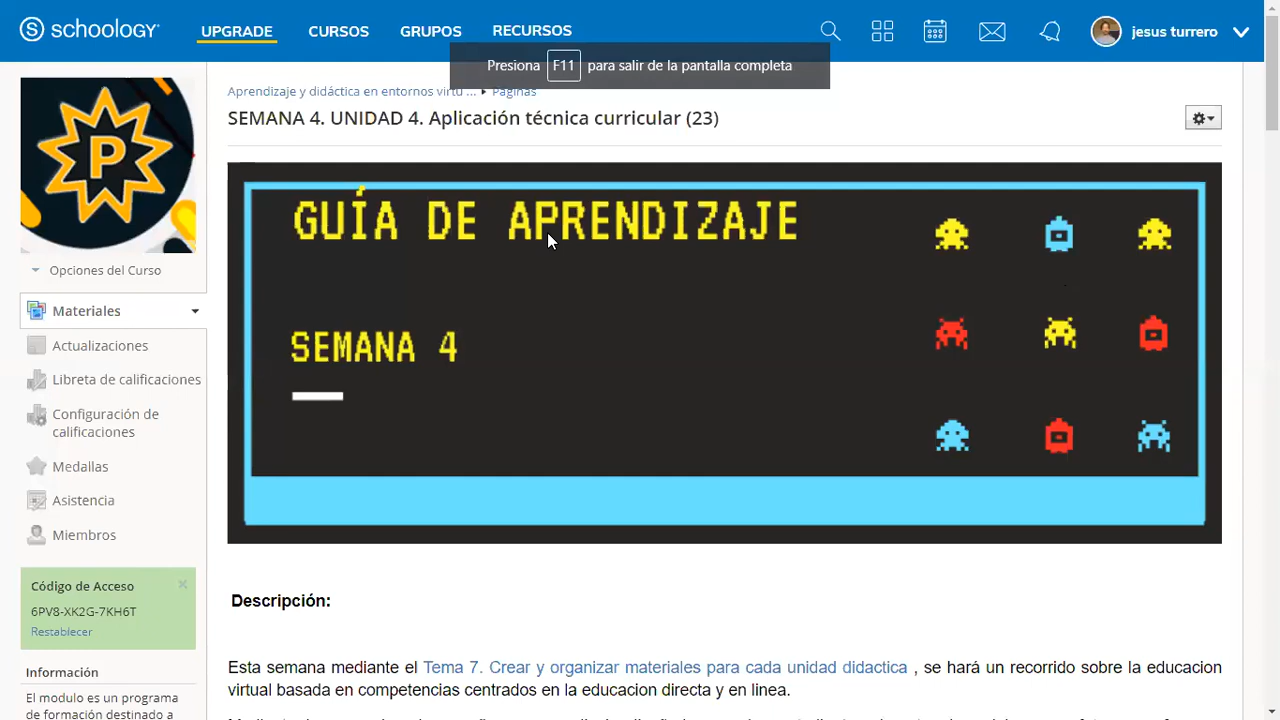 schoology®
UPGRADE
CURSOS
GRUPOS
RECURSOS
jesus turrero
Presiona F11 para salir de la pantalla completa
Aprendizaje y didáctica en entornos virtu ... ▸ Páginas
SEMANA 4. UNIDAD 4. Aplicación técnica curricular (23)
P
GUÍA DE APRENDIZAJE
SEMANA 4
Opciones del Curso
Materiales
Actualizaciones
Libreta de calificaciones
Configuración de
calificaciones
Medallas
Asistencia
Miembros
Código de Acceso
6PV8-XK2G-7KH6T
Restablecer
Información
El modulo es un programa
de formación destinado a
Descripción:
Esta semana mediante el Tema 7. Crear y organizar materiales para cada unidad didactica , se hará un recorrido sobre la educacion
virtual basada en competencias centrados en la educacion directa y en linea.